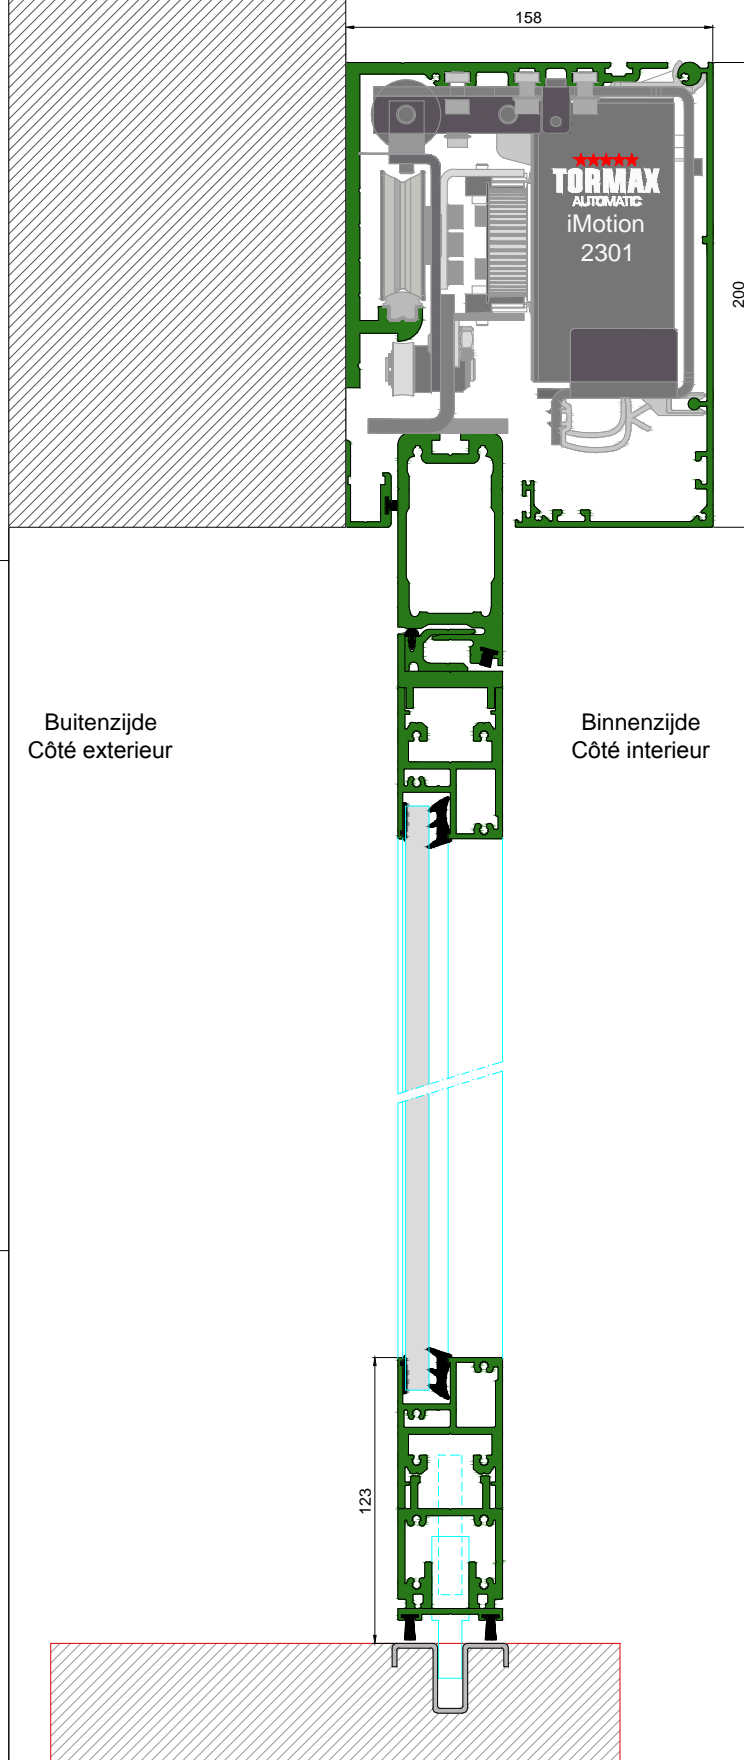 158
TORMAX
AUTOMATIC
iMotion
2301
200
Buitenzijde
Côté exterieur
Binnenzijde
Côté interieur
123